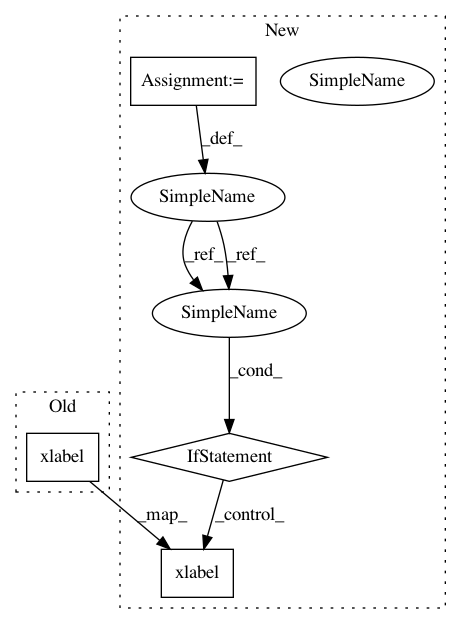 New
Assignment:=
SimpleName
_def_
SimpleName
_ref_
_ref_
SimpleName
_cond_
Old
IfStatement
xlabel
_map_
_control_
xlabel